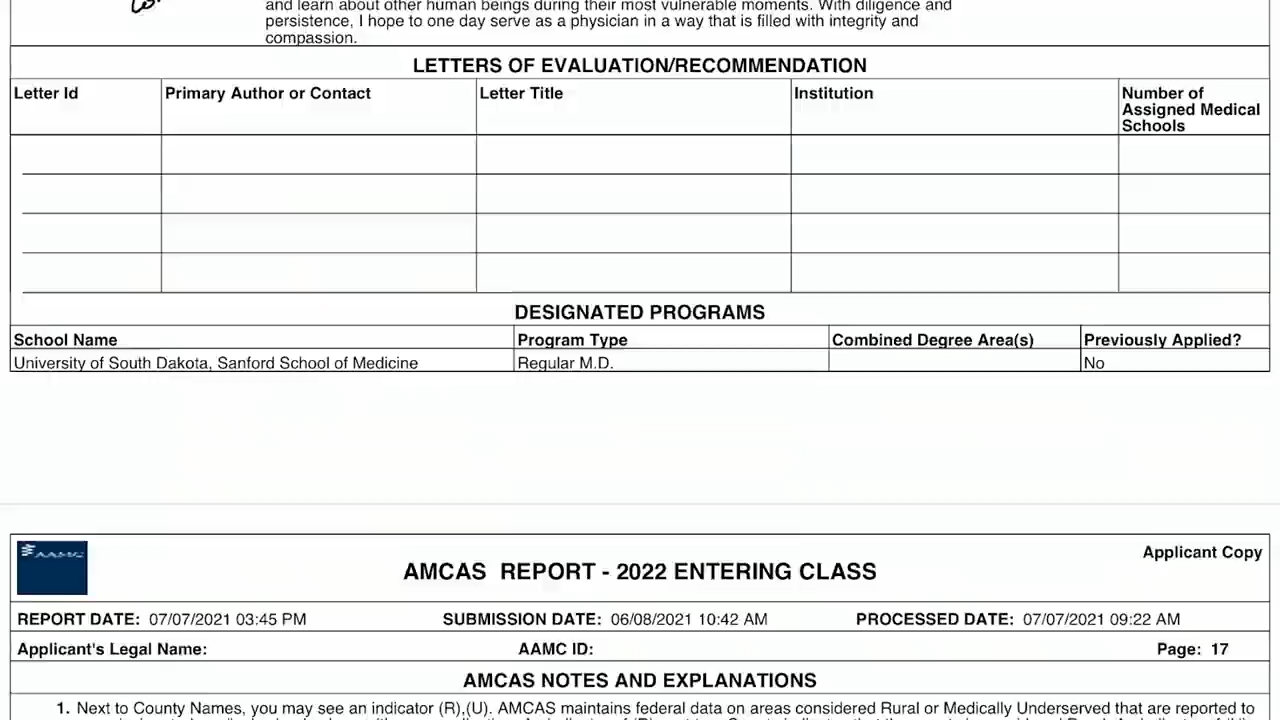 and learn about other human beings during their most vulnerable moments. With diligence and
persistence, I hope to one day serve as a physician in a way that is filled with integrity and
compassion.
LETTERS OF EVALUATION/RECOMMENDATION
Letter Id Primary Author or Contact Letter Title Institution Number of Assigned Medical Schools
DESIGNATED PROGRAMS
School Name Program Type Combined Degree Area(s) Previously Applied?
University of South Dakota, Sanford School of Medicine Regular M.D. No
AAMC
Applicant Copy
AMCAS REPORT - 2022 ENTERING CLASS
REPORT DATE: 07/07/2021 03:45 PM SUBMISSION DATE: 06/08/2021 10:42 AM PROCESSED DATE: 07/07/2021 09:22 AM
Applicant's Legal Name: AAMC ID: Page: 17
AMCAS NOTES AND EXPLANATIONS
1. Next to County Names, you may see an indicator (R),(U). AMCAS maintains federal data on areas considered Rural or Medically Underserved that are reported to